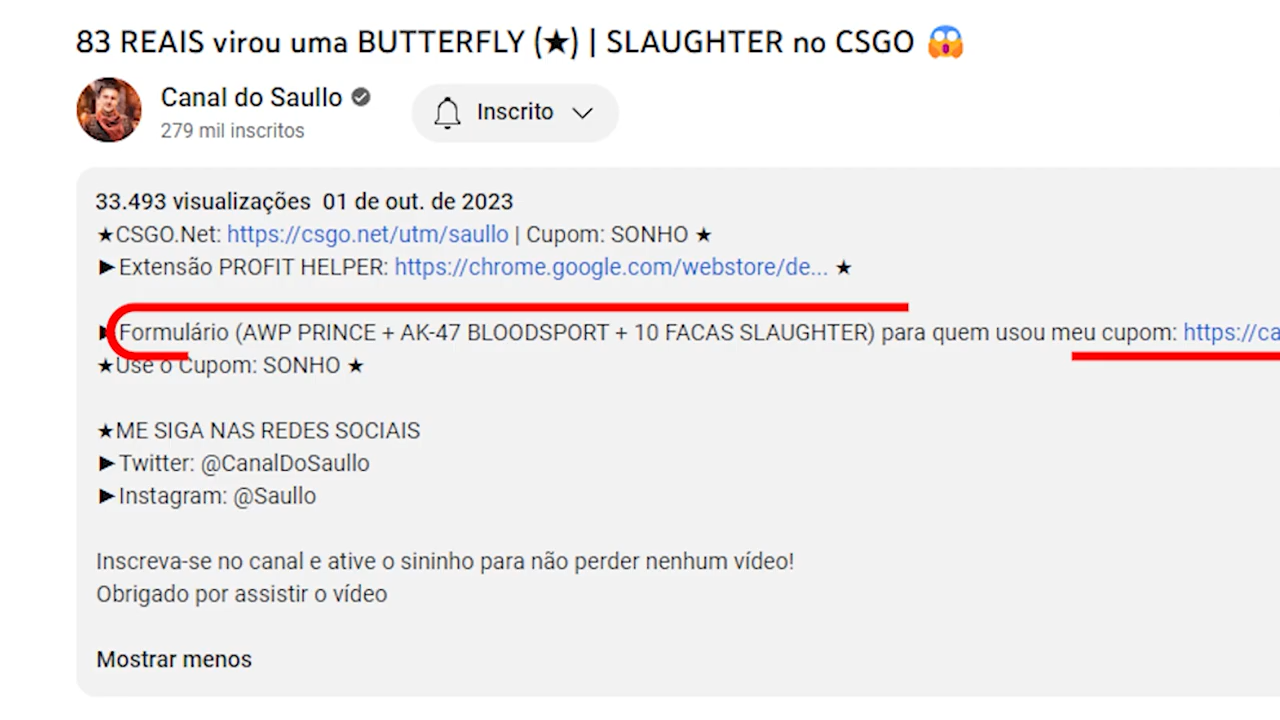 83 REAIS virou uma BUTTERFLY (★) | SLAUGHTER no CSGO 😱
Canal do Saullo
279 mil inscritos
Inscrito
33.493 visualizações 01 de out. de 2023
★CSGO.Net: https://csgo.net/utm/saullo | Cupom: SONHO ★
►Extensão PROFIT HELPER: https://chrome.google.com/webstore/de... ★
►Formulário (AWP PRINCE + AK-47 BLOODSPORT + 10 FACAS SLAUGHTER) para quem usou meu cupom: https://ca
★Use o Cupom: SONHO ★
★ME SIGA NAS REDES SOCIAIS
►Twitter: @CanalDoSaullo
►Instagram: @Saullo
Inscreva-se no canal e ative o sininho para não perder nenhum vídeo!
Obrigado por assistir o vídeo
Mostrar menos